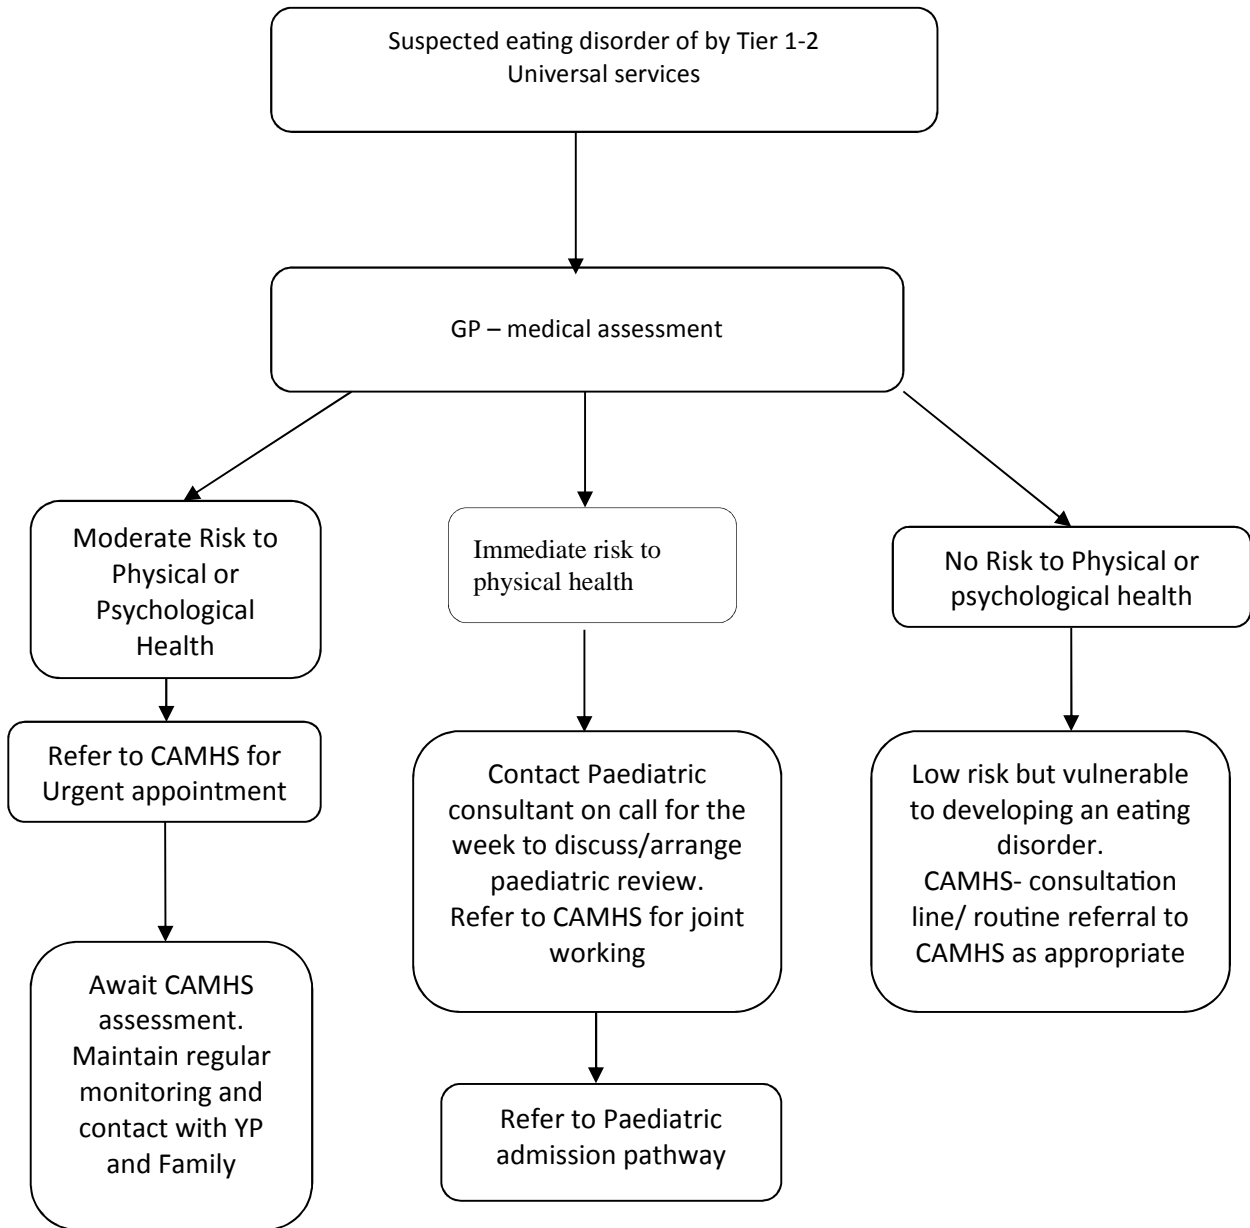 Suspected eating disorder of by Tier 1-2
Universal services
GP – medical assessment
Moderate Risk to
Physical or
Psychological
Health
Refer to CAMHS for
Urgent appointment
Await CAMHS
assessment.
Maintain regular
monitoring and
contact with YP
and Family
Immediate risk to
physical health
Contact Paediatric
consultant on call for the
week to discuss/arrange
paediatric review.
Refer to CAMHS for joint
working
Refer to Paediatric
admission pathway
No Risk to Physical or
psychological health
Low risk but vulnerable
to developing an eating
disorder.
CAMHS- consultation
line/ routine referral to
CAMHS as appropriate